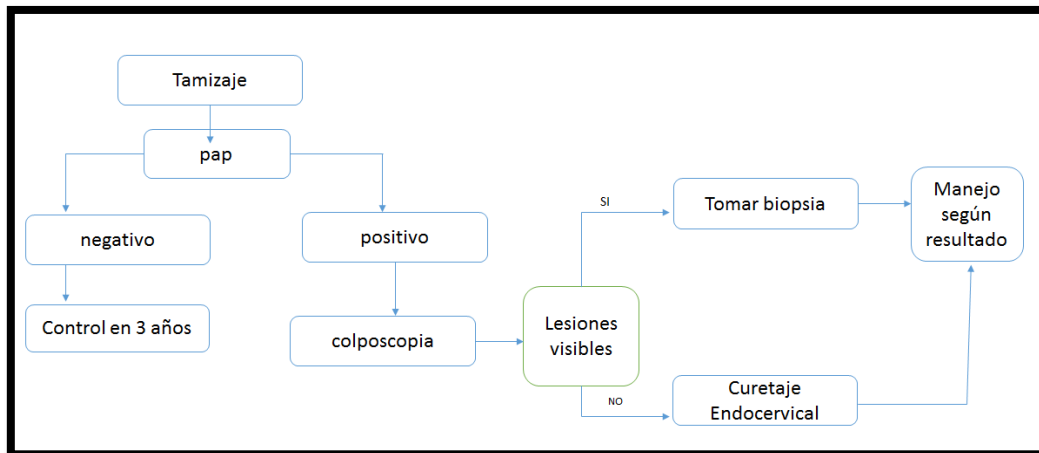 Tamizaje
pap
negativo
positivo
Control en 3 años
colposcopia
Lesiones
visibles
SI
Tomar biopsia
NO
Curetaje
Endocervical
Manejo
según
resultado